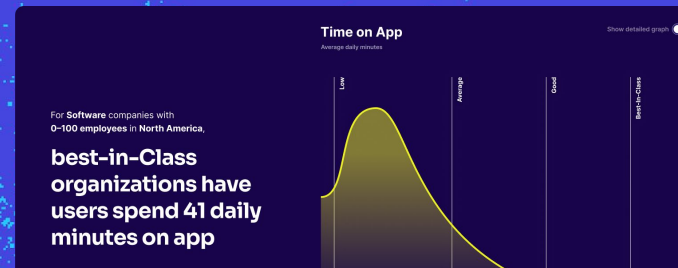 Time on App
Show detailed graph
Average daily minutes
Low
Average
Good
Best-In-Class
For Software companies with
0–100 employees in North America,
best-in-Class
organizations have
users spend 41 daily
minutes on app